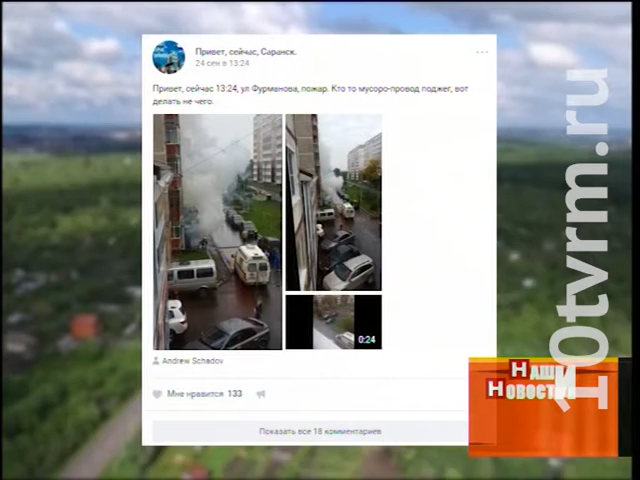 Привет, сейчас, Саранск.
24 сен в 13:24
Привет, сейчас 13:24, ул Фурманова, пожар. Кто то мусоро-провод поджег, вот
делать не чего.
0:24
Andrew Schadov
Мне нравится 133
Показать все 18 комментариев
10tvrm.ru
НАШИ
НОВОСТИ